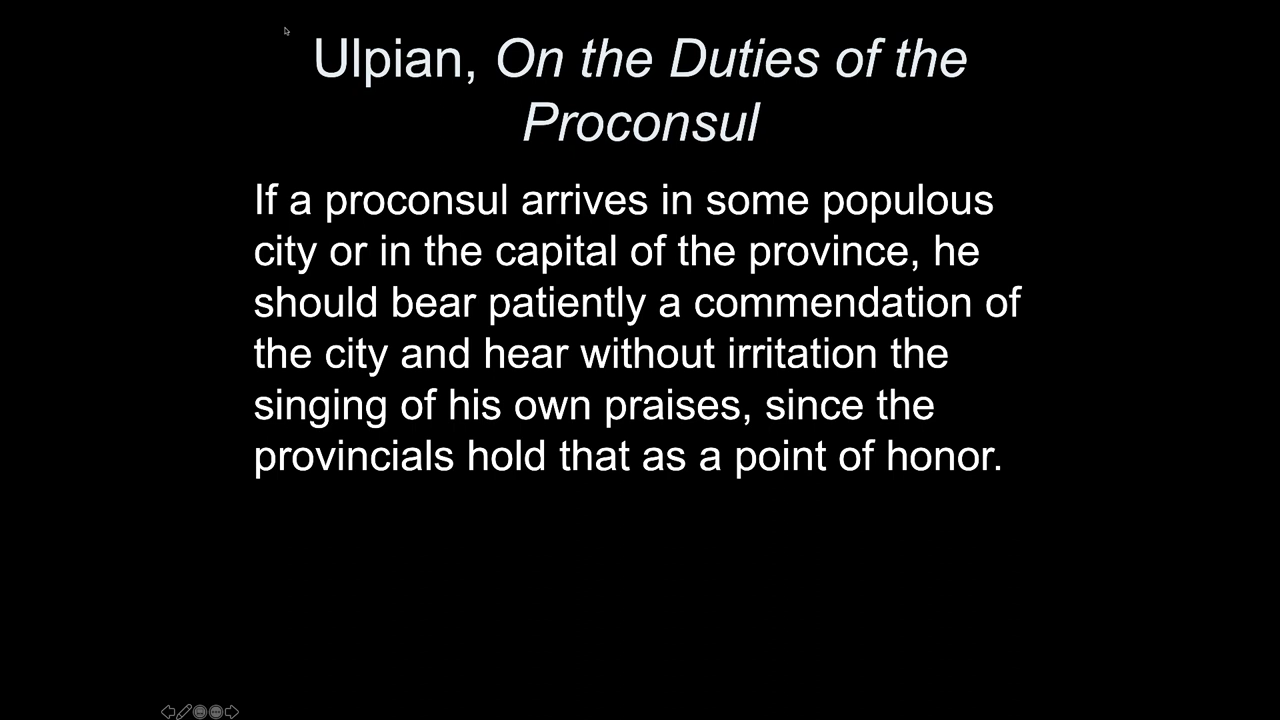 Ulpian, On the Duties of the
Proconsul
If a proconsul arrives in some populous
city or in the capital of the province, he
should bear patiently a commendation of
the city and hear without irritation the
singing of his own praises, since the
provincials hold that as a point of honor.